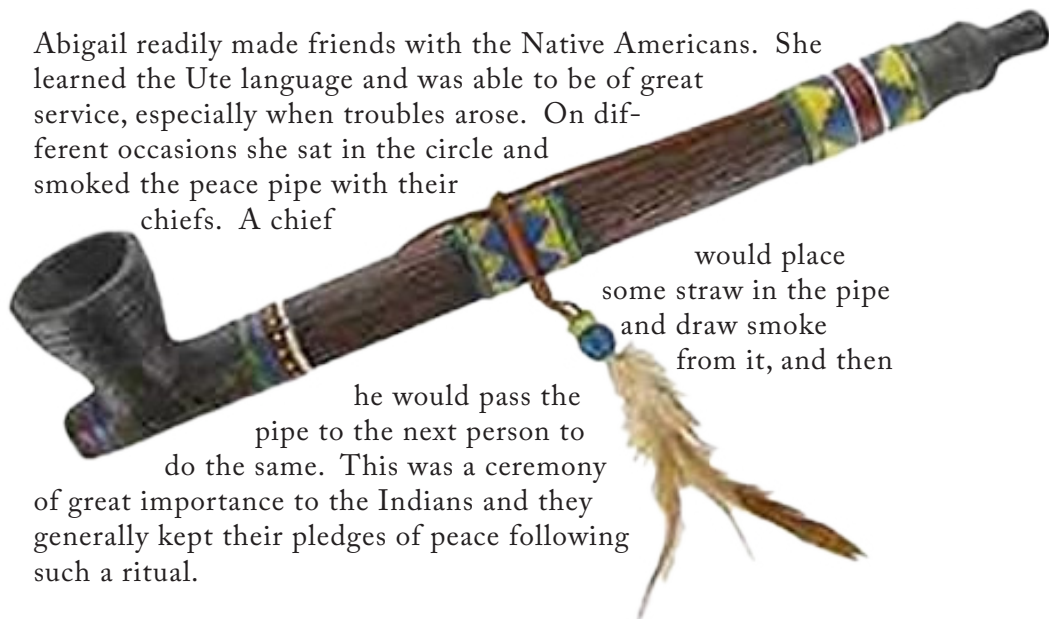 Abigail readily made friends with the Native Americans.  She
learned the Ute language and was able to be of great
service, especially when troubles arose.  On dif-
ferent occasions she sat in the circle and
smoked the peace pipe with their
chiefs.  A chief
would place
some straw in the pipe
and draw smoke
from it, and then
he would pass the
pipe to the next person to
do the same.  This was a ceremony
of great importance to the Indians and they
generally kept their pledges of peace following
such a ritual.